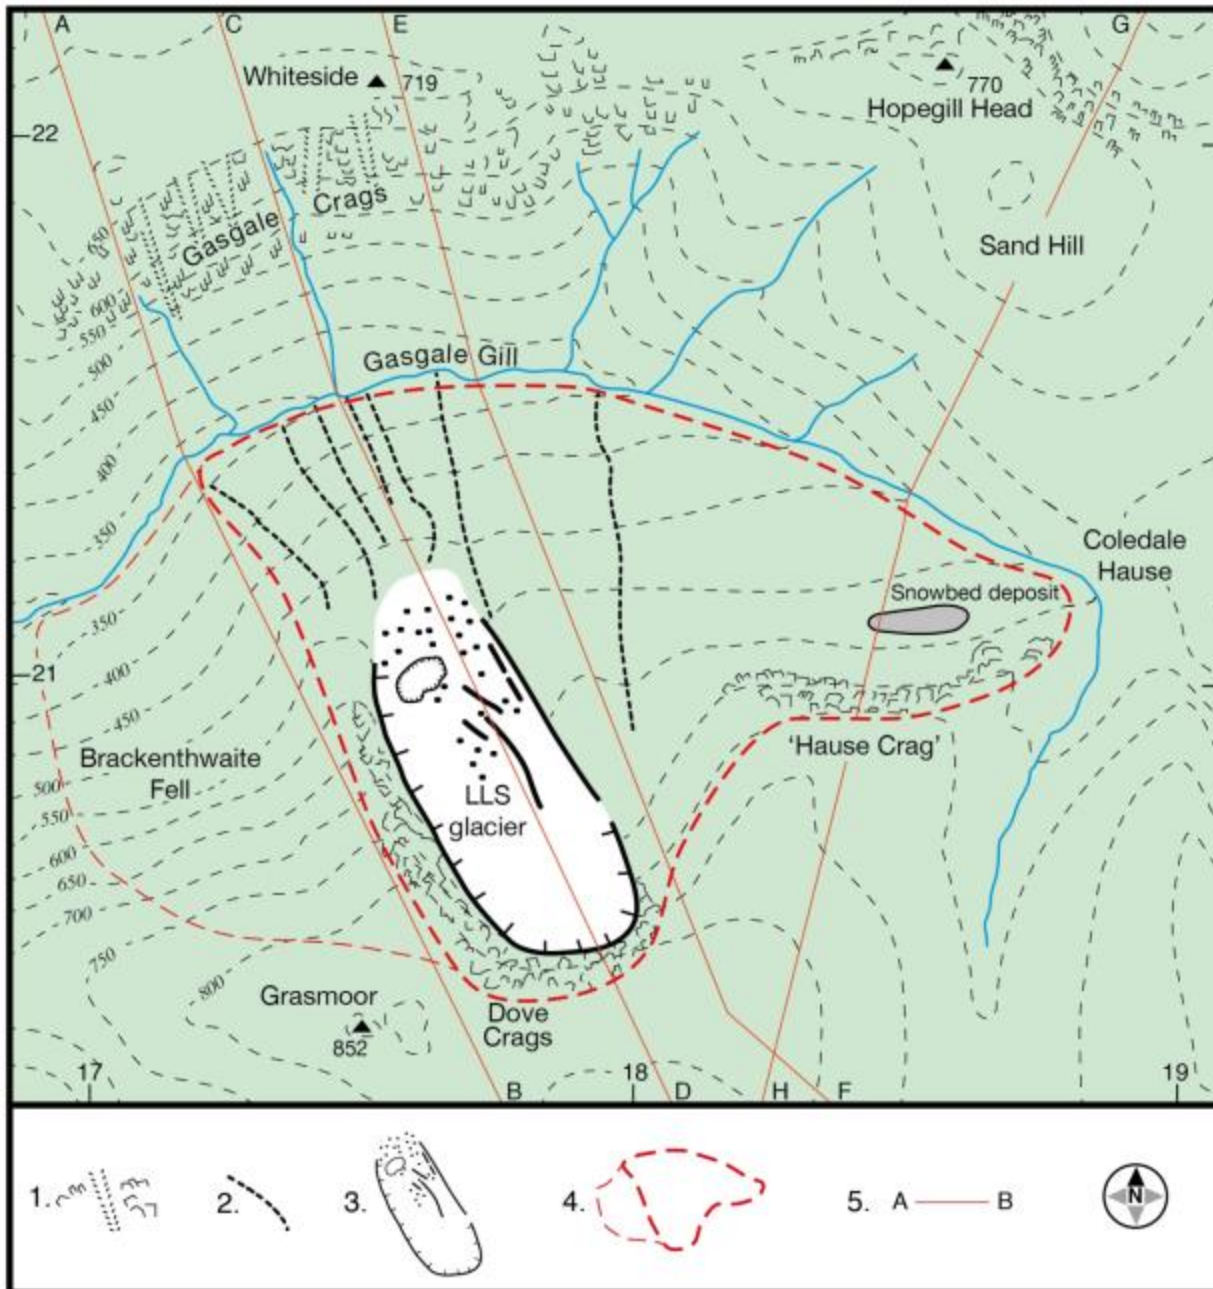 A
C
E
G
Whiteside
719
770
Hopegill Head
22
Gasgale
Crags
Sand Hill
650
600
550
500
450
400
350
Gasgale Gill
Coledale
Hause
Snowbed deposit
350
400
450
500
550
600
650
700
750
800
21
Brackenthwaite
Fell
'Hause Crag'
LLS
glacier
Grasmoor
852
Dove
Crags
17
18
19
B
D
H
F
1.
2.
3.
4.
5. A B
N